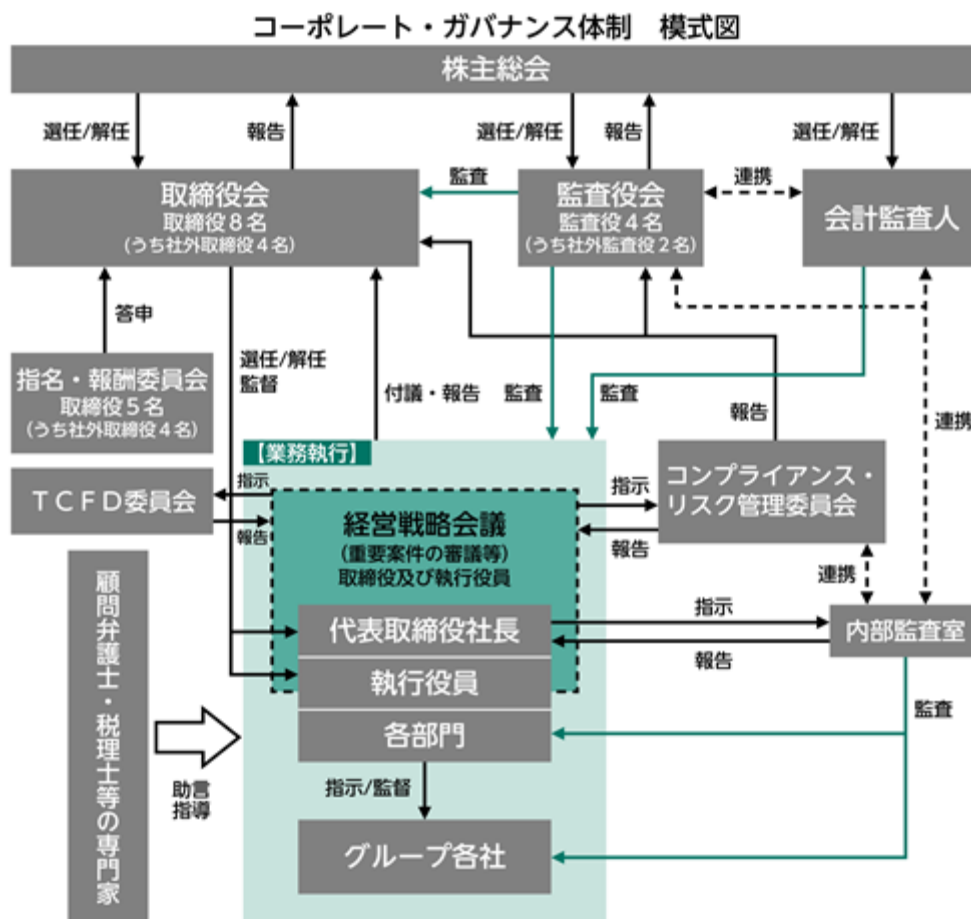 コーポレート・ガバナンス体制　模式図
株主総会
選任/解任
報告
選任/解任
報告
選任/解任
取締役会
取締役８名
(うち社外取締役４名)
監査
監査役会
監査役４名
(うち社外監査役２名)
連携
会計監査人
答申
選任/解任
監督
付議・報告
監査
監査
報告
連携
指名・報酬委員会
取締役５名
(うち社外取締役４名)
【業務執行】
ＴＣＦＤ委員会
指示
報告
経営戦略会議
(重要案件の審議等)
取締役及び執行役員
指示
報告
コンプライアンス・
リスク管理委員会
連携
代表取締役社長
指示
報告
内部監査室
執行役員
各部門
監査
顧問弁護士・税理士等の専門家
助言
指導
指示/監督
グループ各社